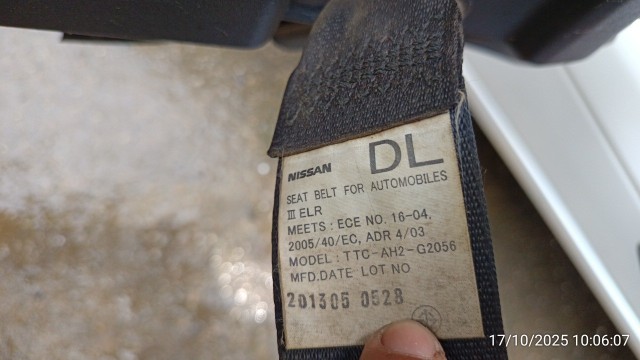 NISSAN DL
SEAT BELT FOR AUTOMOBILES
III ELR
MEETS : ECE NO. 16-04,
2005/40/EC, ADR 4/03
MODEL : TTC-AH2-G2056
MFD.DATE LOT NO
201305 0528
17/10/2025 10:06:07